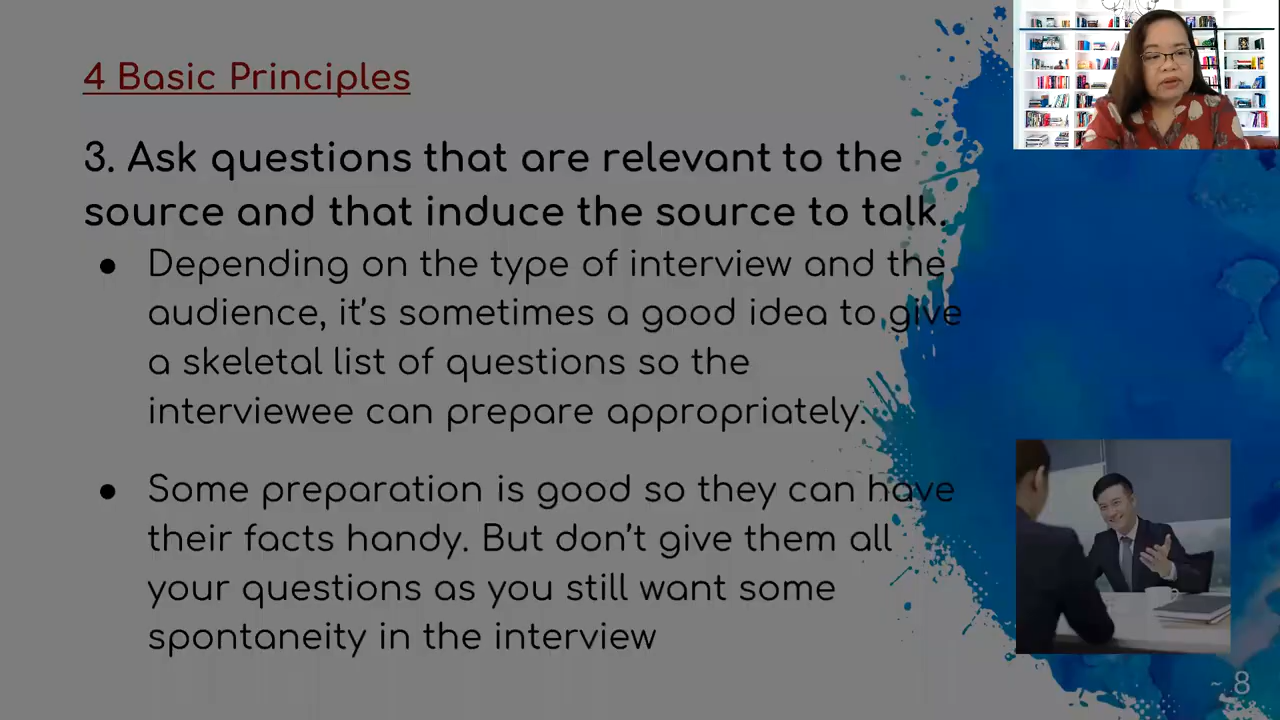 4 Basic Principles
3. Ask questions that are relevant to the
source and that induce the source to talk.
● Depending on the type of interview and the
audience, it's sometimes a good idea to give
a skeletal list of questions so the
interviewee can prepare appropriately.
● Some preparation is good so they can have
their facts handy. But don't give them all
your questions as you still want some
spontaneity in the interview
~ 8